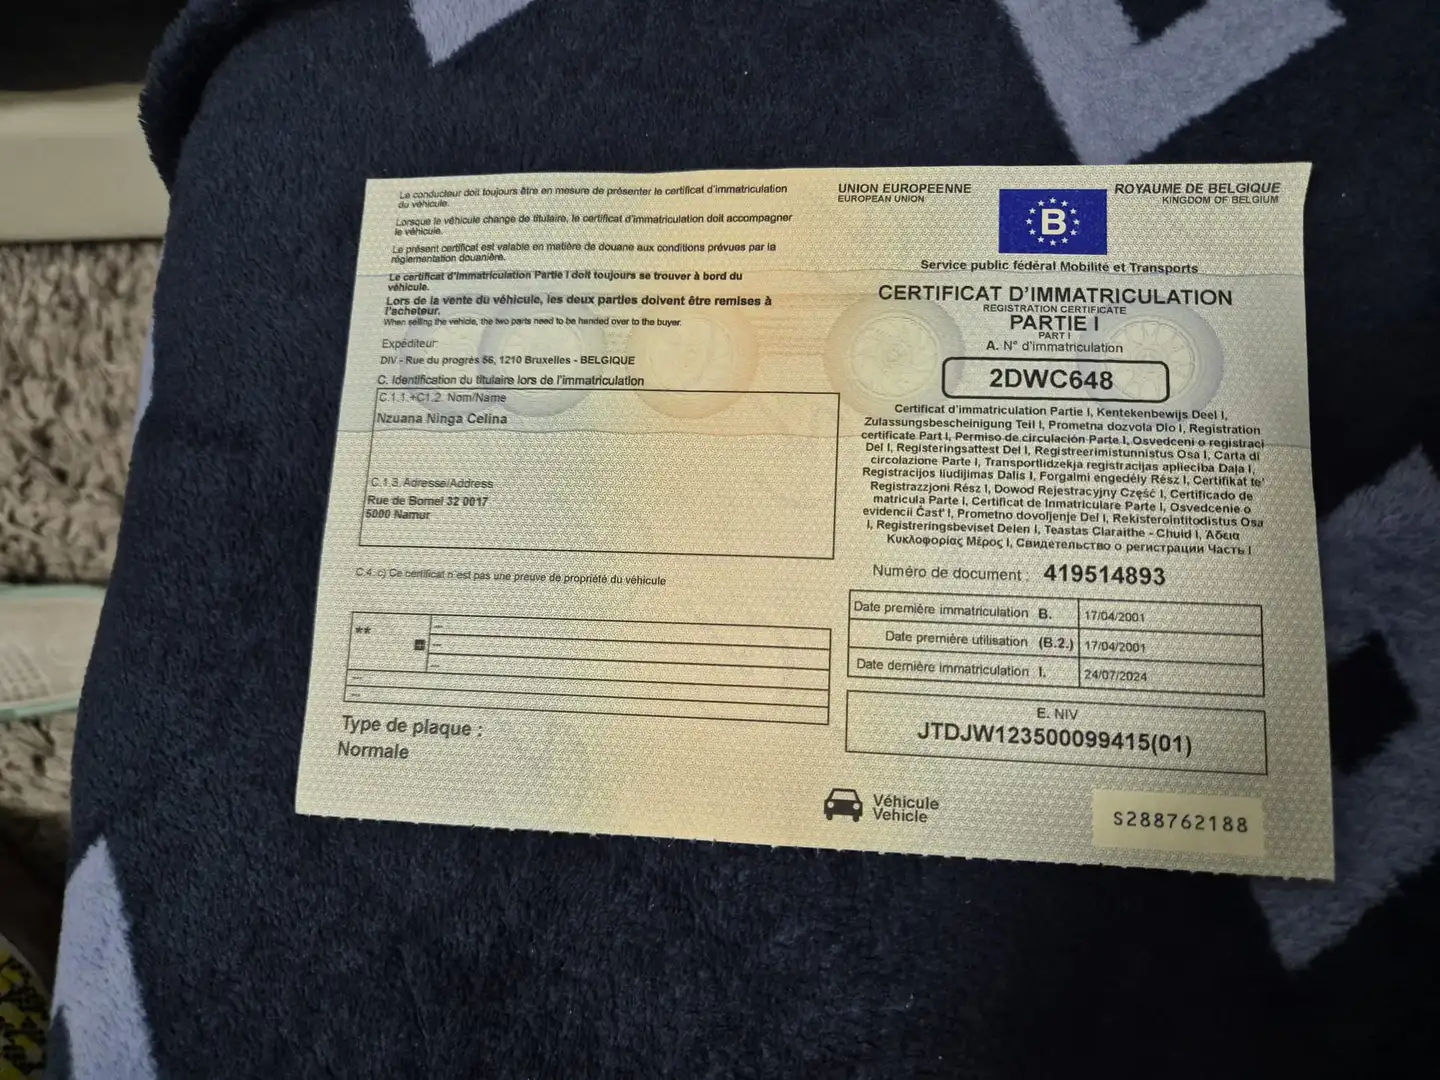 Le conducteur doit toujours être en mesure de présenter le certificat d'immatriculation
du véhicule.
Lorsque le véhicule change de titulaire, le certificat d'immatriculation doit accompagner
le véhicule.
Le présent certificat est valable en matière de douane aux conditions prévues par la
réglementation douanière.
Le certificat d'immatriculation Partie I doit toujours se trouver à bord du
véhicule.
Lors de la vente du véhicule, les deux parties doivent être remises à
l'acheteur.
When selling the vehicle, the two parts need to be handed over to the buyer.
Expéditeur:
DIV - Rue du progrès 56, 1210 Bruxelles - BELGIQUE
C. Identification du titulaire lors de l'immatriculation
C.1.1.+C1.2. Nom/Name
Nzuana Ninga Celina
C.1.3. Adresse/Address
Rue de Bomel 32 0017
5000 Namur
C.4. c) Ce certificat n'est pas une preuve de propriété du véhicule
**
---
---
---
---
---
Type de plaque :
Normale
UNION EUROPEENNE
EUROPEAN UNION
B
ROYAUME DE BELGIQUE
KINGDOM OF BELGIUM
Service public fédéral Mobilité et Transports
CERTIFICAT D'IMMATRICULATION
REGISTRATION CERTIFICATE
PARTIE I
PART I
A. N° d'immatriculation
2DWC648
Certificat d'immatriculation Partie I, Kentekenbewijs Deel I,
Zulassungsbescheinigung Teil I, Prometna dozvola Dio I, Registration
certificate Part I, Permiso de circulación Parte I, Osvedceni o registraci
Del I, Registeringsattest Del I, Registreerimistunnistus Osa I, Carta di
circolazione Parte I, Transportlidzekja registracijas aplieciba Daļa I,
Registracijos liudijimas Dalis I, Forgalmi engedély Rész I, Certifikat te'
Registrazzjoni Rész I, Dowod Rejestracyjny Część I, Certificado de
matricula Parte I, Certificat de Inmatriculare Parte I, Osvedcenie o
evidencii Čast' I, Prometno dovoljenje Del I, Rekisterointitodistus Osa
I, Registreringsbeviset Delen I, Teastas Claraithe - Chuid I, Άδεια
Κυκλοφορίας Μέρος I, Свидетельство о регистрации Часть I
Numéro de document : 419514893
Date première immatriculation B. 17/04/2001
Date première utilisation (B.2.) 17/04/2001
Date dernière immatriculation I. 24/07/2024
E. NIV
JTDJW123500099415(01)
Véhicule
Vehicle
S288762188